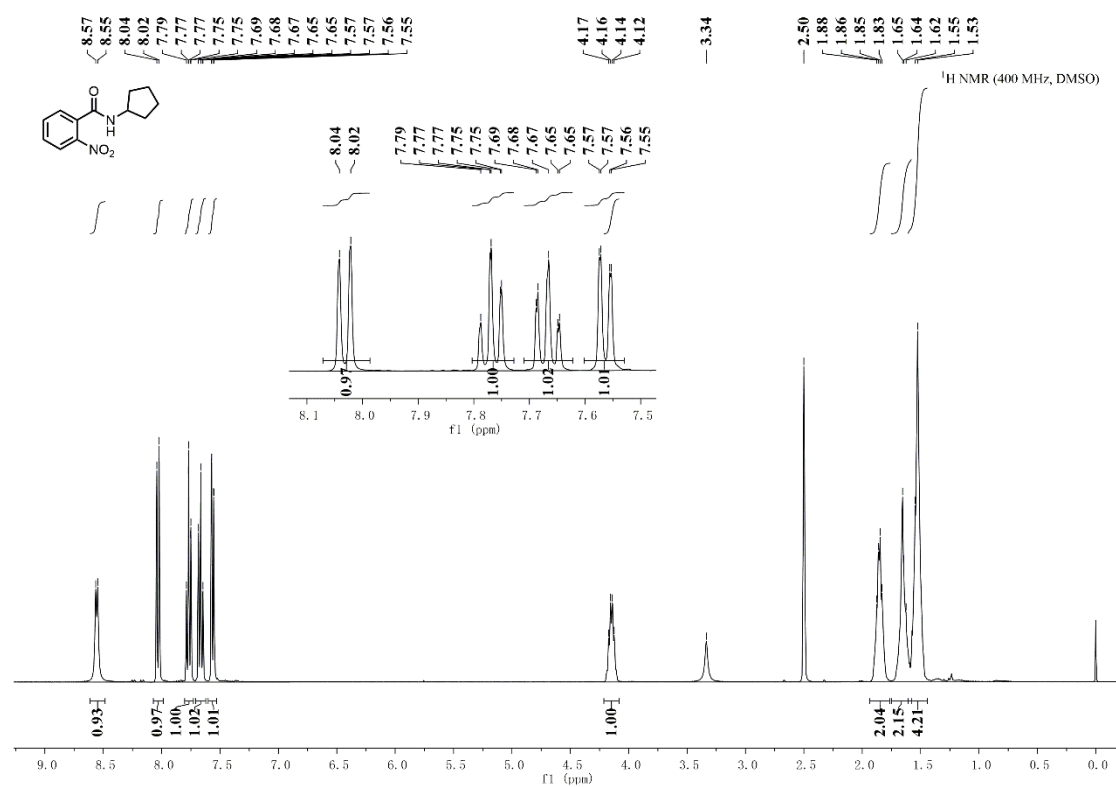 8.57 8.55 8.04 8.02 7.79 7.77 7.77 7.75 7.75 7.69 7.68 7.67 7.65 7.65 7.57 7.57 7.56 7.55 4.17 4.16 4.14 4.12 3.34 2.50 1.88 1.86 1.85 1.83 1.65 1.64 1.62 1.55 1.53
¹H NMR (400 MHz, DMSO)
O
N
H
NO₂
8.04 8.02 7.79 7.77 7.77 7.75 7.75 7.69 7.68 7.67 7.65 7.65 7.57 7.57 7.56 7.55
0.97 1.00 1.02 1.01
8.1 8.0 7.9 7.8 7.7 7.6 7.5
f1 (ppm)
0.93 0.97 1.00 1.02 1.01 1.00 2.04 2.15 4.21
9.0 8.5 8.0 7.5 7.0 6.5 6.0 5.5 5.0 4.5 4.0 3.5 3.0 2.5 2.0 1.5 1.0 0.5 0.0
f1 (ppm)